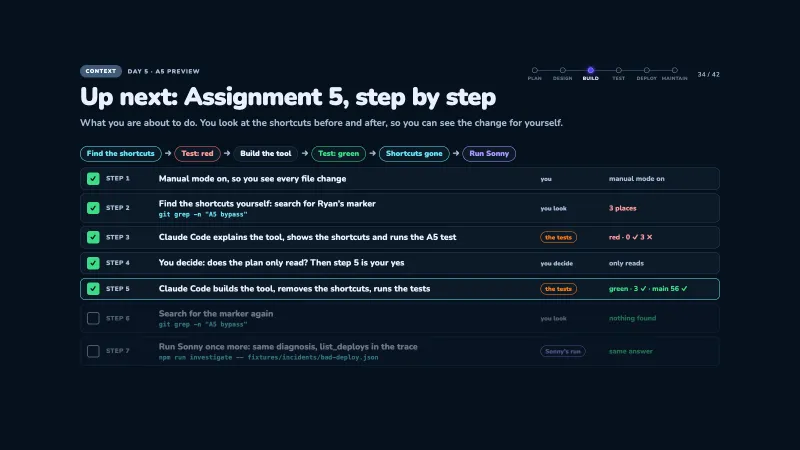 CONTEXT DAY 5 · A5 PREVIEW
PLAN DESIGN BUILD TEST DEPLOY MAINTAIN 34 / 42
Up next: Assignment 5, step by step
What you are about to do. You look at the shortcuts before and after, so you can see the change for yourself.
Find the shortcuts → Test: red → Build the tool → Test: green → Shortcuts gone → Run Sonny
STEP 1 Manual mode on, so you see every file change you manual mode on
STEP 2 Find the shortcuts yourself: search for Ryan's marker you look 3 places
git grep -n "A5 bypass"
STEP 3 Claude Code explains the tool, shows the shortcuts and runs the A5 test the tests red · 0 ✓ 3 ✕
STEP 4 You decide: does the plan only read? Then step 5 is your yes you decide only reads
STEP 5 Claude Code builds the tool, removes the shortcuts, runs the tests the tests green · 3 ✓ · main 56 ✓
STEP 6 Search for the marker again you look nothing found
git grep -n "A5 bypass"
STEP 7 Run Sonny once more: same diagnosis, list_deploys in the trace Sonny's run same answer
npm run investigate -- fixtures/incidents/bad-deploy.json